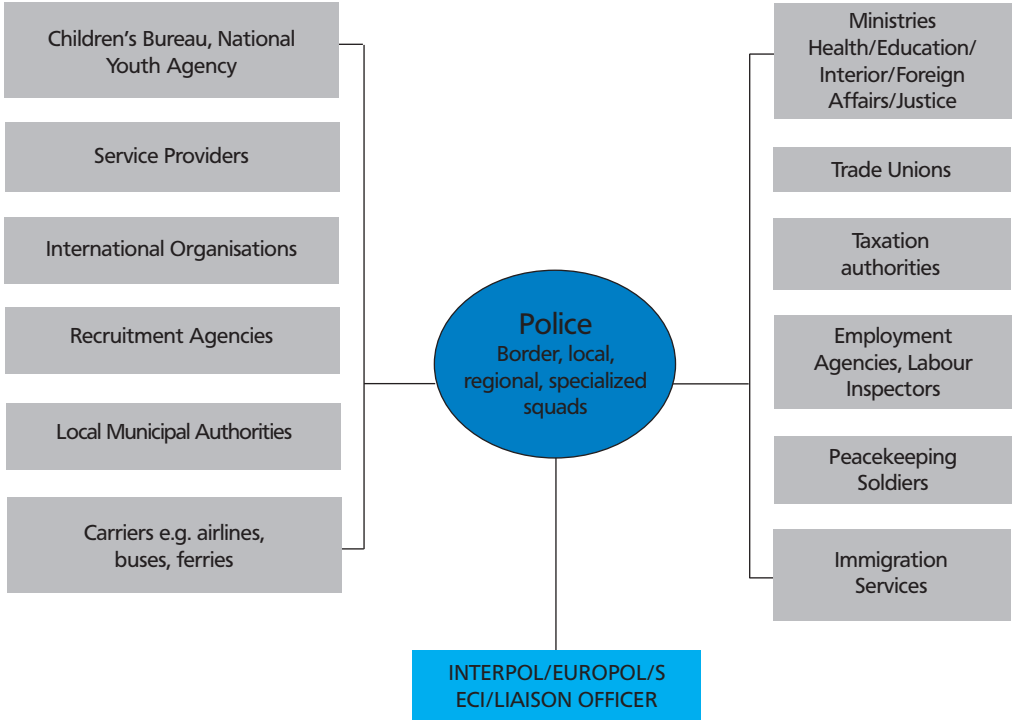 Children’s Bureau, National
Youth Agency
Service Providers
International Organisations
Recruitment Agencies
Local Municipal Authorities
Carriers e.g. airlines,
buses, ferries
Police
Border, local,
regional, specialized
squads
INTERPOL/EUROPOL/S
ECI/LIAISON OFFICER
Ministries
Health/Education/
Interior/Foreign
Affairs/Justice
Trade Unions
Taxation
authorities
Employment
Agencies, Labour
Inspectors
Peacekeeping
Soldiers
Immigration
Services